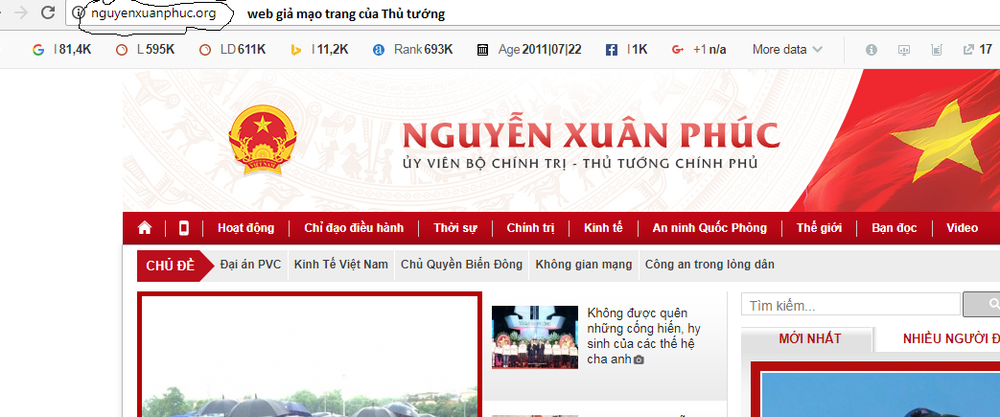 nguyenxuanphuc.org web giả mạo trang của Thủ tướng
I 81,4K L 595K LD 611K I 11,2K Rank 693K Age 2011|07|22 I 1K +1 n/a More data 17
NGUYỄN XUÂN PHÚC
ỦY VIÊN BỘ CHÍNH TRỊ - THỦ TƯỚNG CHÍNH PHỦ
Hoạt động Chỉ đạo điều hành Thời sự Chính trị Kinh tế An ninh Quốc Phòng Thế giới Bạn đọc Video
CHỦ ĐỀ Đại án PVC Kinh Tế Việt Nam Chủ Quyền Biển Đông Không gian mạng Công an trong lòng dân
Không được quên
những cống hiến, hy
sinh của các thế hệ
cha anh
Tìm kiếm...
MỚI NHẤT NHIỀU NGƯỜI Đ